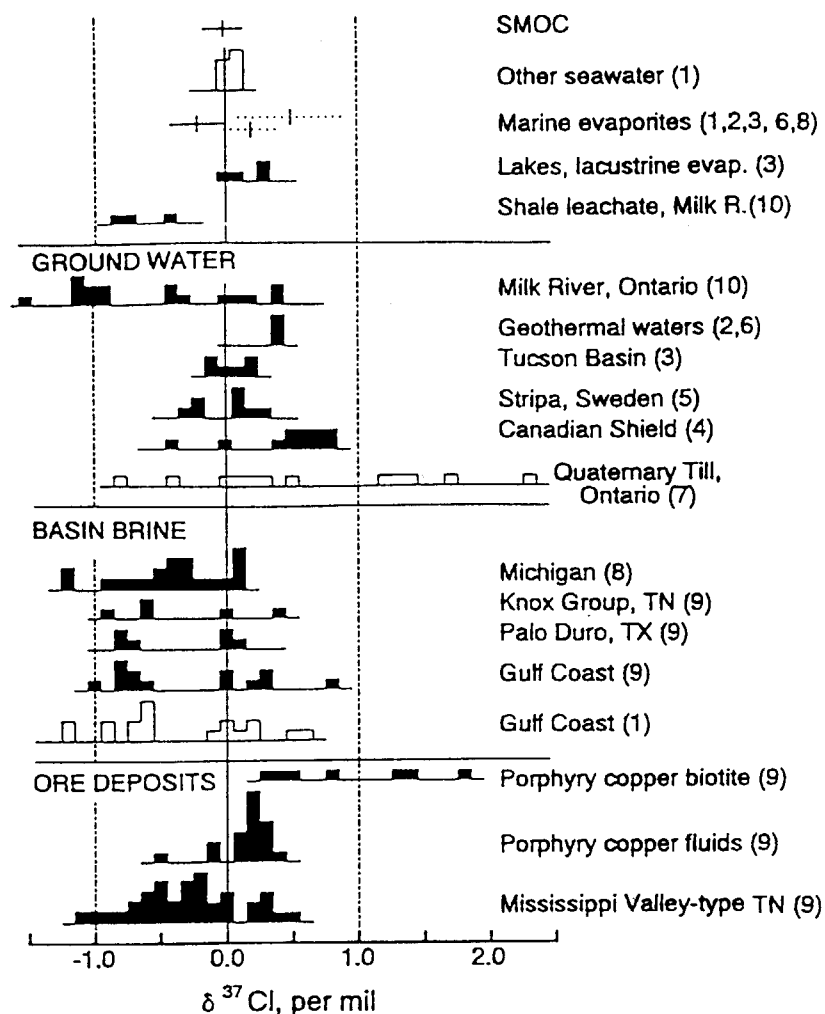 SMOC
Other seawater (1)
Marine evaporites (1,2,3, 6,8)
Lakes, lacustrine evap. (3)
Shale leachate, Milk R.(10)
GROUND WATER
Milk River, Ontario (10)
Geothermal waters (2,6)
Tucson Basin (3)
Stripa, Sweden (5)
Canadian Shield (4)
Quaternary Till,
Ontario (7)
BASIN BRINE
Michigan (8)
Knox Group, TN (9)
Palo Duro, TX (9)
Gulf Coast (9)
Gulf Coast (1)
ORE DEPOSITS
Porphyry copper biotite (9)
Porphyry copper fluids (9)
Mississippi Valley-type TN (9)
-1.0 0.0 1.0 2.0
δ ³⁷Cl, per mil